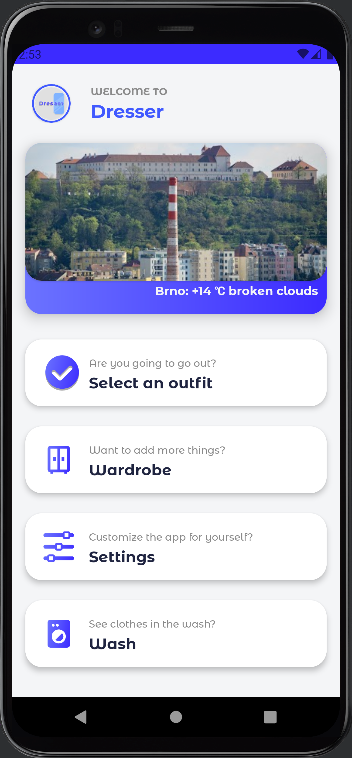 2:53
Dresser
WELCOME TO
Dresser
Brno: +14 ℃ broken clouds
Are you going to go out?
Select an outfit
Want to add more things?
Wardrobe
Customize the app for yourself?
Settings
See clothes in the wash?
Wash